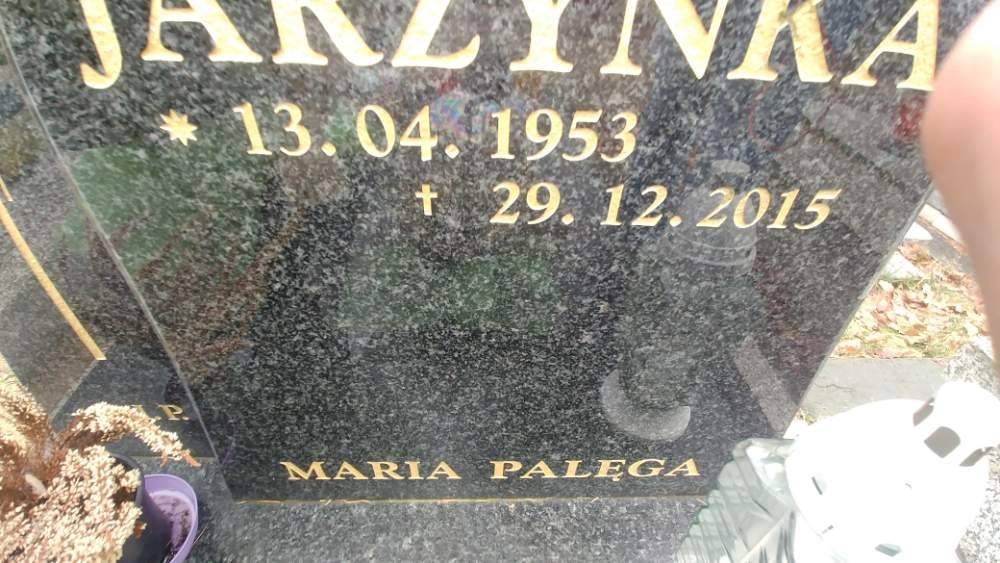 JARZYNKA
* 13. 04. 1953
† 29. 12. 2015
MARIA PALĘGA
P.